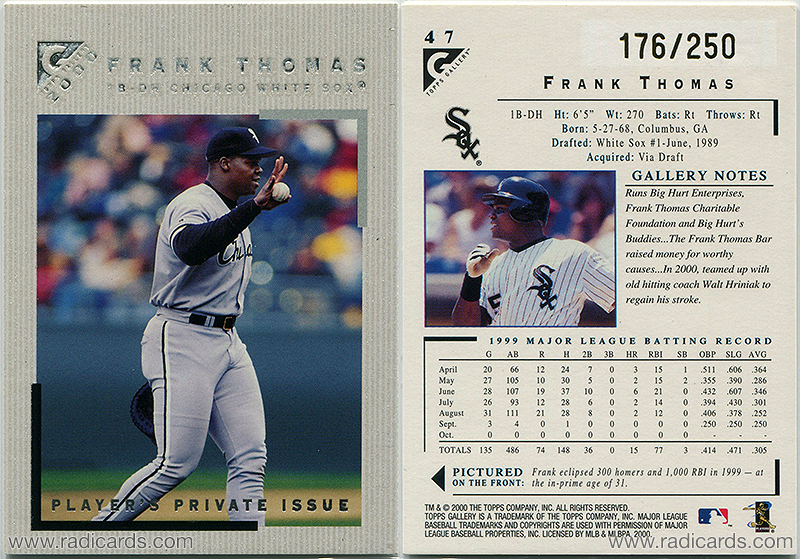 GALLERY
2000
FRANK THOMAS
1B-DH CHICAGO WHITE SOX®
Chica
PLAYER'S PRIVATE ISSUE
www.radicards.com
47
176/250
TOPPS GALLERY™
FRANK THOMAS
Sox®
1B-DH Ht: 6'5" Wt: 270 Bats: Rt Throws: Rt
Born: 5-27-68, Columbus, GA
Drafted: White Sox #1-June, 1989
Acquired: Via Draft
GALLERY NOTES
Runs Big Hurt Enterprises,
Frank Thomas Charitable
Foundation and Big Hurt's
Buddies...The Frank Thomas Bar
raised money for worthy
causes...In 2000, teamed up with
old hitting coach Walt Hriniak to
regain his stroke.
Sox
5
1999 MAJOR LEAGUE BATTING RECORD
G AB R H 2B 3B HR RBI SB OBP SLG AVG
April 20 66 12 24 7 0 3 15 1 .511 .606 .364
May 27 105 10 30 5 0 2 15 2 .355 .390 .286
June 28 107 19 37 10 0 6 21 0 .432 .607 .346
July 26 93 12 28 6 0 2 14 0 .394 .430 .301
August 31 111 21 28 8 0 2 12 0 .406 .378 .252
Sept. 3 4 0 1 0 0 0 0 0 .250 .250 .250
Oct. 0 0 0 0 0 0 0 0 0 - - -
TOTALS 135 486 74 148 36 0 15 77 3 .414 .471 .305
PICTURED
ON THE FRONT:
Frank eclipsed 300 homers and 1,000 RBI in 1999 — at
the in-prime age of 31.
TM & © 2000 THE TOPPS COMPANY, INC. ALL RIGHTS RESERVED.
TOPPS GALLERY IS A TRADEMARK OF THE TOPPS COMPANY, INC. MAJOR LEAGUE
BASEBALL TRADEMARKS AND COPYRIGHTS ARE USED WITH PERMISSION OF MAJOR
LEAGUE BASEBALL PROPERTIES, INC. LICENSED BY MLB & MLBPA, 2000.
www.radicards.com